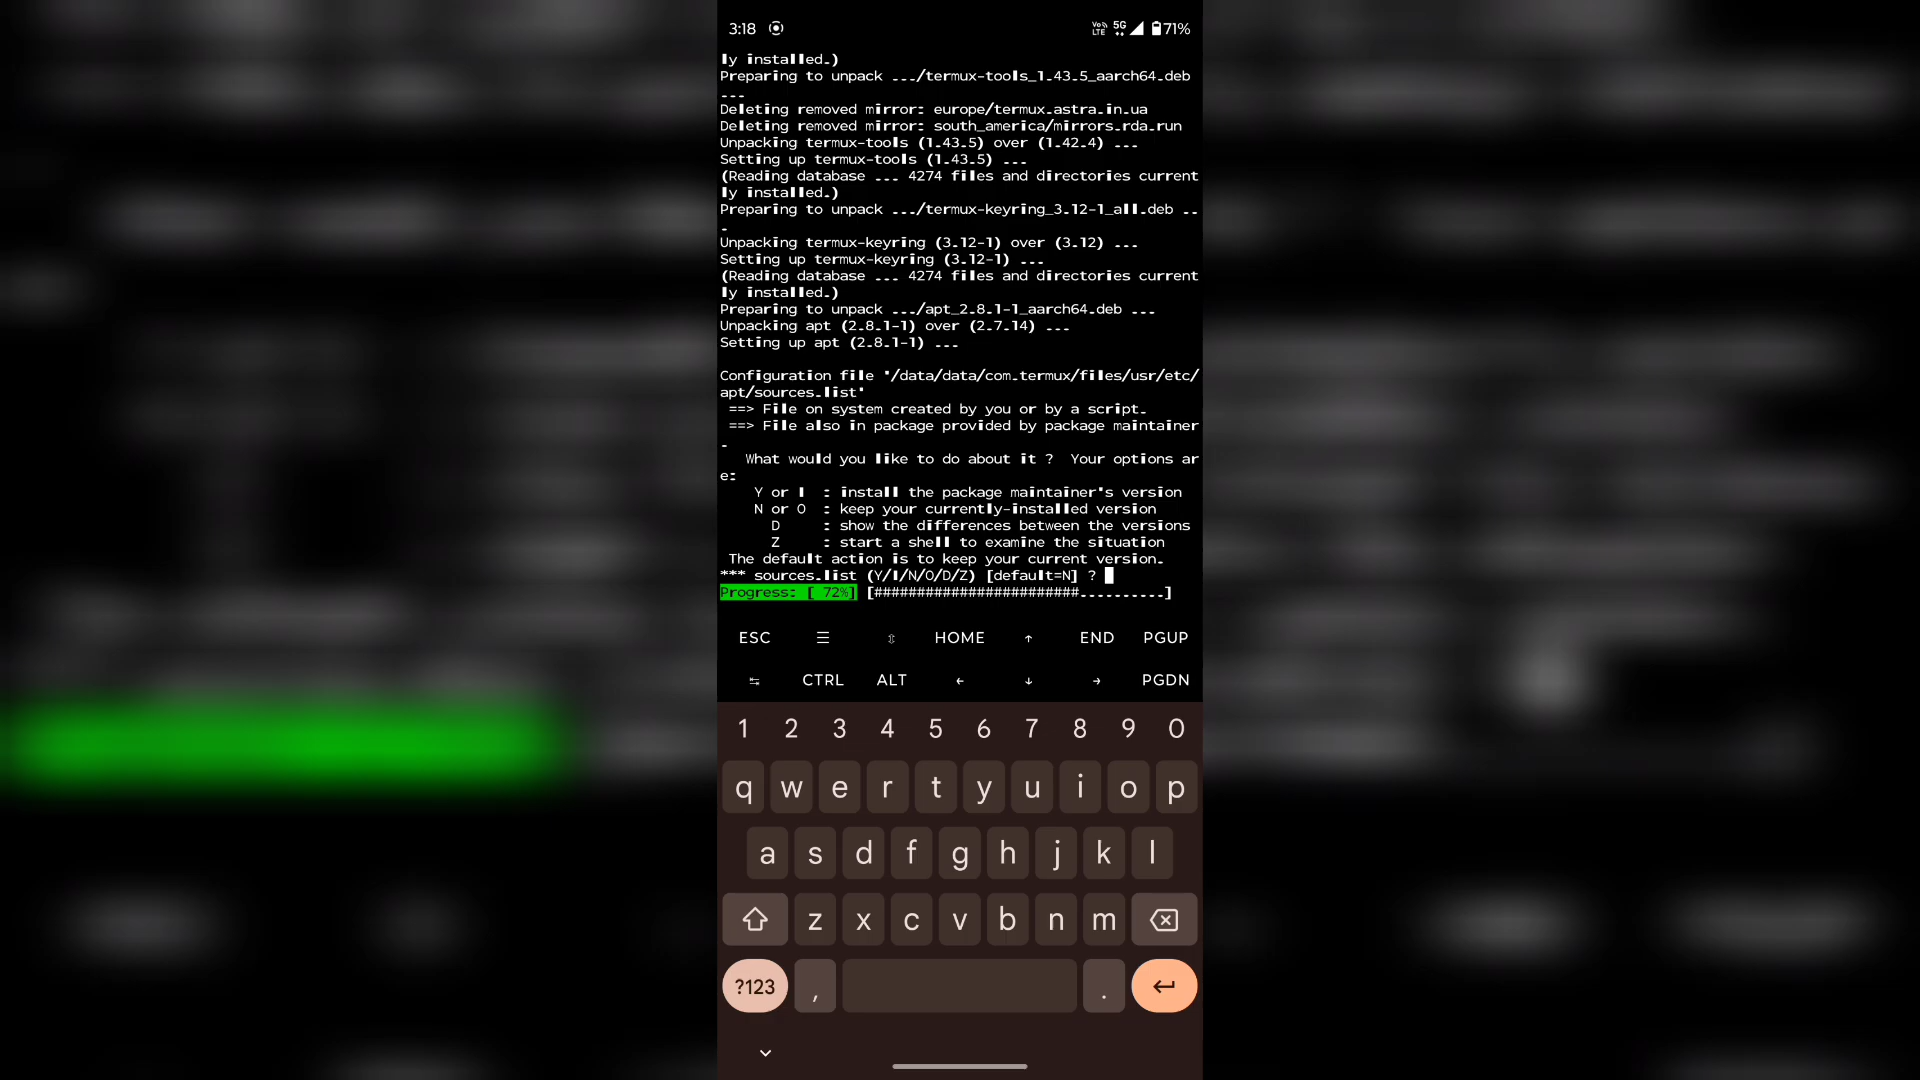 3:18 Vo)) LTE 5G 71%
ly installed.)
Preparing to unpack .../termux-tools_1.43.5_aarch64.deb
...
Deleting removed mirror: europe/termux.astra.in.ua
Deleting removed mirror: south_america/mirrors.rda.run
Unpacking termux-tools (1.43.5) over (1.42.4) ...
Setting up termux-tools (1.43.5) ...
(Reading database ... 4274 files and directories current
ly installed.)
Preparing to unpack .../termux-keyring_3.12-1_all.deb ..
.
Unpacking termux-keyring (3.12-1) over (3.12) ...
Setting up termux-keyring (3.12-1) ...
(Reading database ... 4274 files and directories current
ly installed.)
Preparing to unpack .../apt_2.8.1-1_aarch64.deb ...
Unpacking apt (2.8.1-1) over (2.7.14) ...
Setting up apt (2.8.1-1) ...
Configuration file '/data/data/com.termux/files/usr/etc/
apt/sources.list'
==> File on system created by you or by a script.
==> File also in package provided by package maintainer
.
What would you like to do about it ? Your options ar
e:
Y or I : install the package maintainer's version
N or O : keep your currently-installed version
D : show the differences between the versions
Z : start a shell to examine the situation
The default action is to keep your current version.
*** sources.list (Y/I/N/O/D/Z) [default=N] ?
Progress: [ 72%] [########################..........]
ESC ☰ ⇳ HOME ↑ END PGUP
↹ CTRL ALT ← ↓ → PGDN
1 2 3 4 5 6 7 8 9 0
q w e r t y u i o p
a s d f g h j k l
z x c v b n m
?123 , .